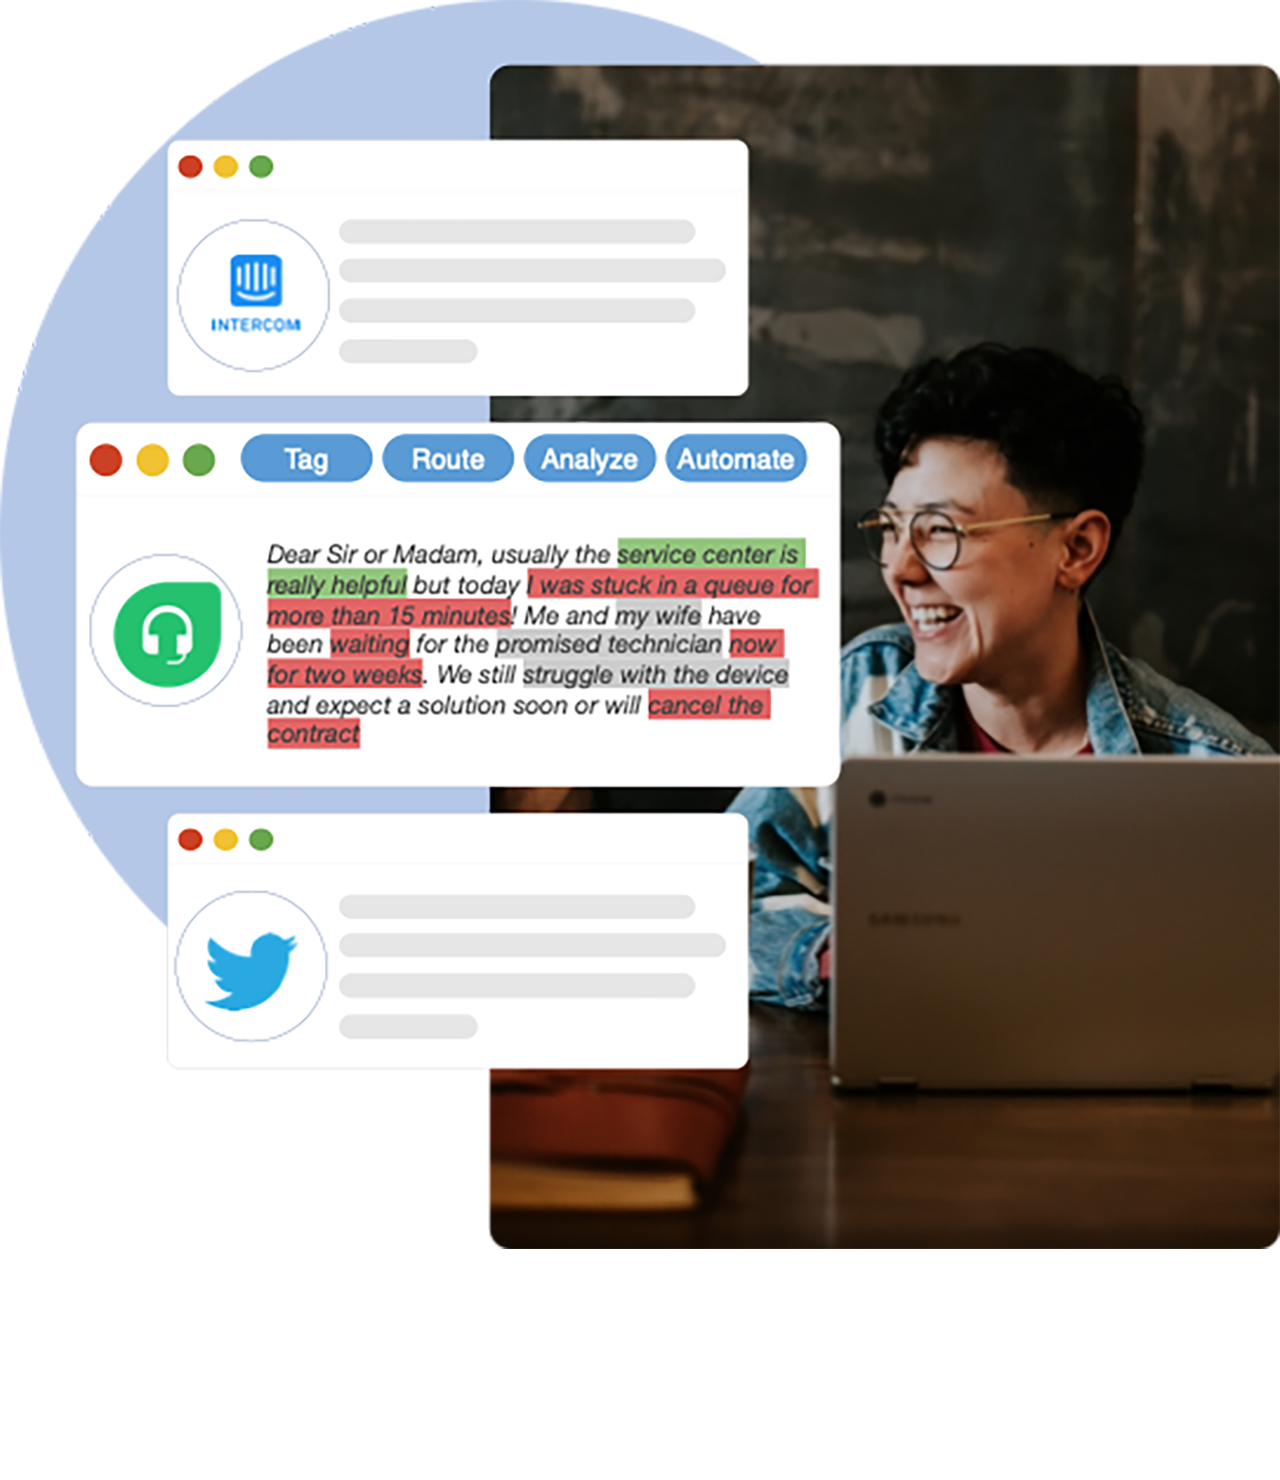 INTERCOM
Tag Route Analyze Automate
Dear Sir or Madam, usually the service center is
really helpful but today I was stuck in a queue for
more than 15 minutes! Me and my wife have
been waiting for the promised technician now
for two weeks. We still struggle with the device
and expect a solution soon or will cancel the
contract
SAMSUNG